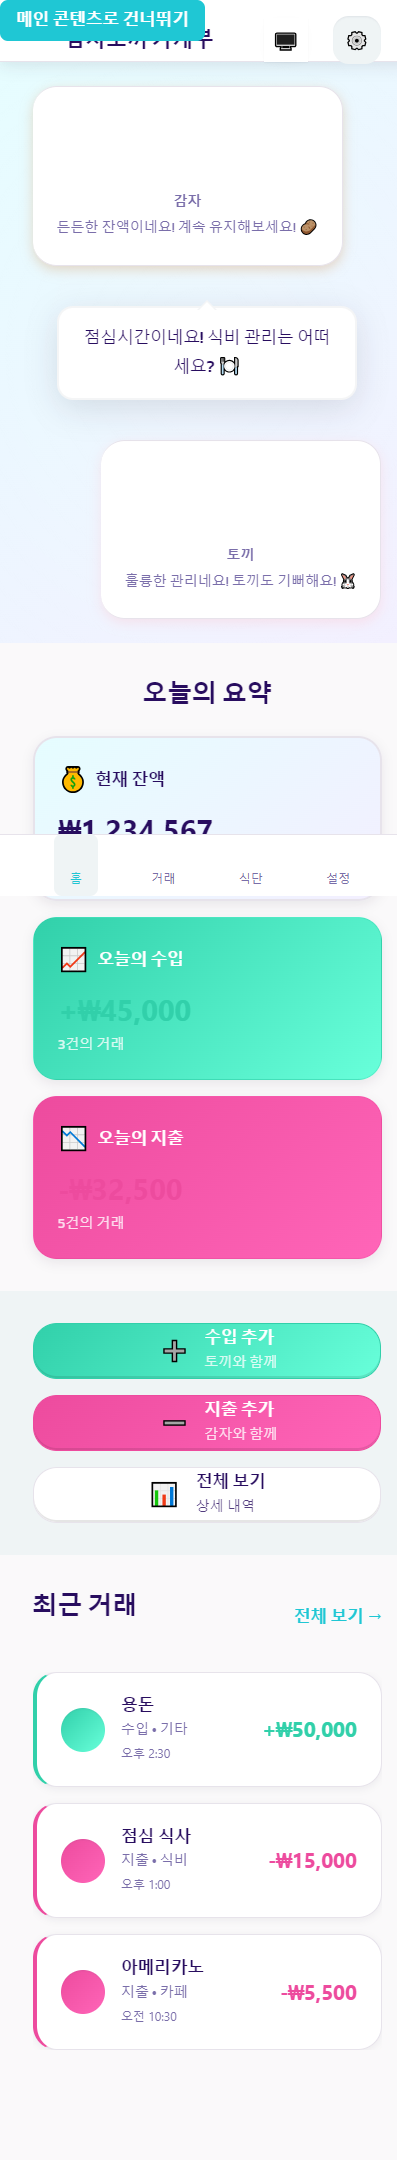 메인 콘텐츠로 건너뛰기
감자
든든한 잔액이네요! 계속 유지해보세요!
점심시간이네요! 식비 관리는 어떠
세요?
토끼
훌륭한 관리네요! 토끼도 기뻐해요!
오늘의 요약
현재 잔액
₩1,234,567
홈
거래
식단
설정
오늘의 수입
+₩45,000
3건의 거래
오늘의 지출
-₩32,500
5건의 거래
수입 추가
토끼와 함께
지출 추가
감자와 함께
전체 보기
상세 내역
최근 거래
전체 보기 →
용돈
수입 • 기타
+₩50,000
오후 2:30
점심 식사
지출 • 식비
-₩15,000
오후 1:00
아메리카노
지출 • 카페
-₩5,500
오전 10:30